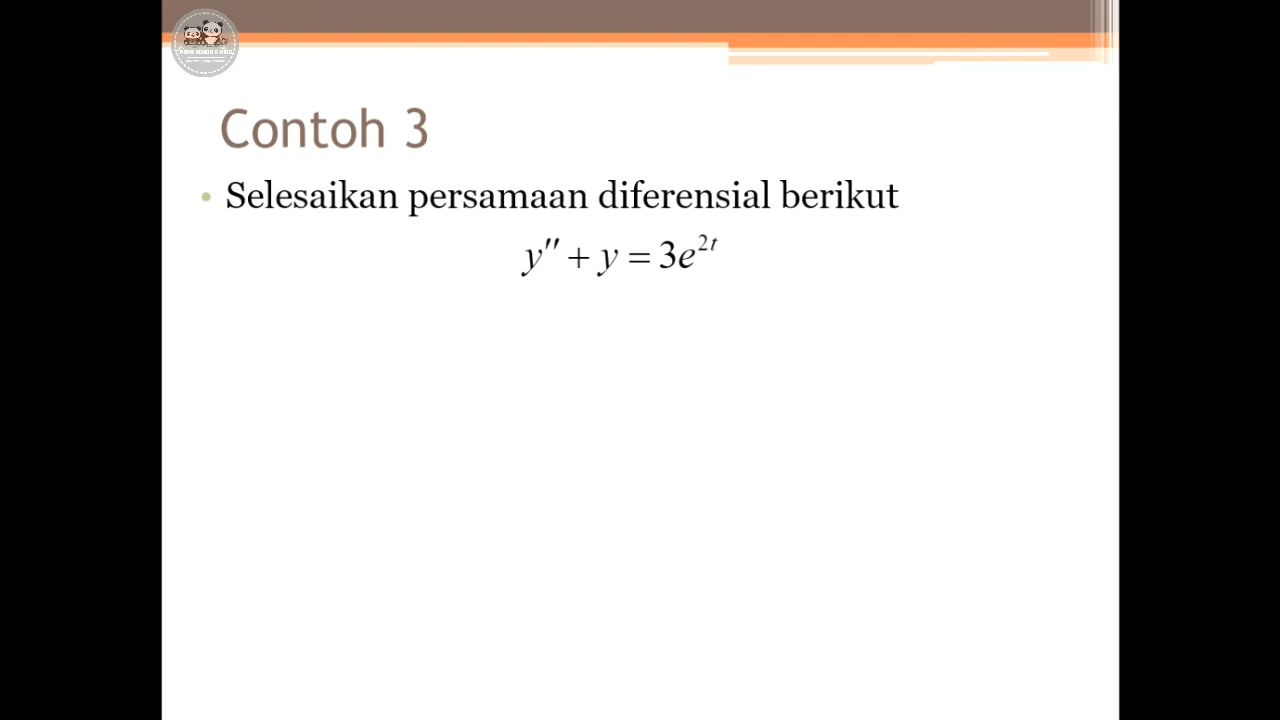 Contoh 3
• Selesaikan persamaan diferensial berikut
y″ + y = 3e^{2t}